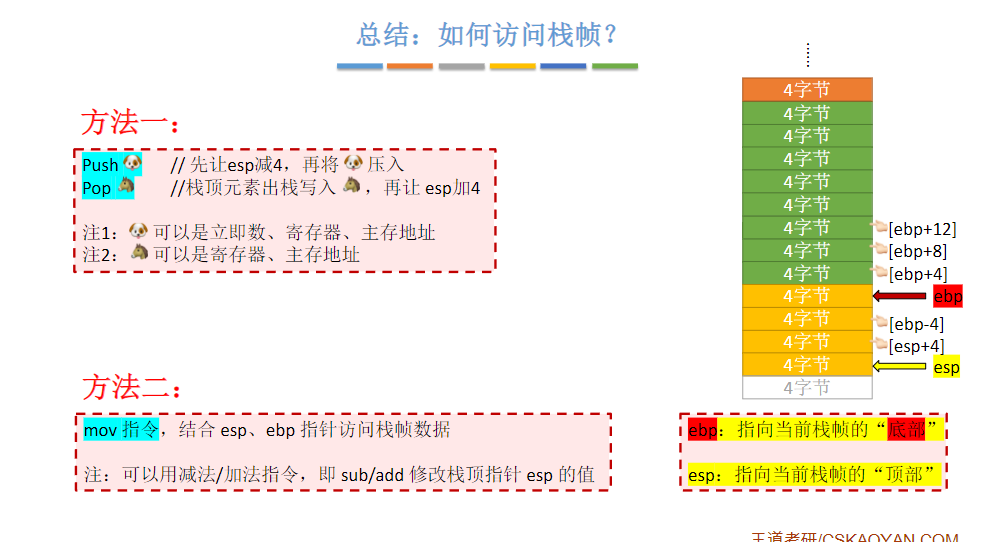 总结：如何访问栈帧？
方法一：
Push 🐶 // 先让esp减4，再将 🐶 压入
Pop 🐴 //栈顶元素出栈写入 🐴 ，再让 esp加4
注1：🐶 可以是立即数、寄存器、主存地址
注2：🐴 可以是寄存器、主存地址
方法二：
mov 指令，结合 esp、ebp 指针访问栈帧数据
注：可以用减法/加法指令，即 sub/add 修改栈顶指针 esp 的值
4字节
4字节
4字节
4字节
4字节
4字节
4字节 [ebp+12]
4字节 [ebp+8]
4字节 [ebp+4]
4字节 ebp
4字节 [ebp-4]
4字节 [esp+4]
4字节 esp
4字节
ebp：指向当前栈帧的“底部”
esp：指向当前栈帧的“顶部”
王道考研/CSKAOYAN.COM